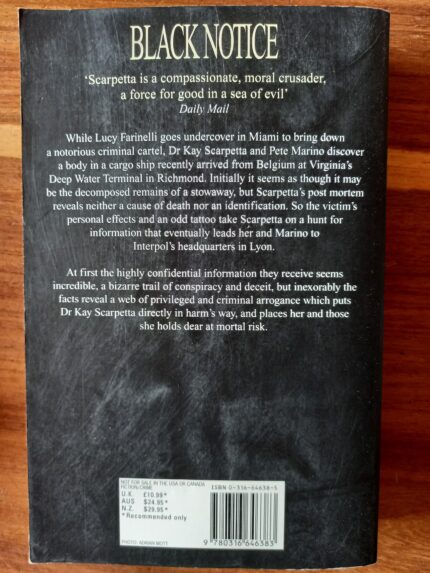 BLACK NOTICE
‘Scarpetta is a compassionate, moral crusader,
a force for good in a sea of evil’
Daily Mail
While Lucy Farinelli goes undercover in Miami to bring down
a notorious criminal cartel, Dr Kay Scarpetta and Pete Marino discover
a body in a cargo ship recently arrived from Belgium at Virginia's
Deep Water Terminal in Richmond. Initially it seems as though it may
be the decomposed remains of a stowaway, but Scarpetta's post mortem
reveals neither a cause of death nor an identification. So the victim's
personal effects and an odd tattoo take Scarpetta on a hunt for
information that eventually leads her and Marino to
Interpol's headquarters in Lyon.
At first the highly confidential information they receive seems
incredible, a bizarre trail of conspiracy and deceit, but inexorably the
facts reveal a web of privileged and criminal arrogance which puts
Dr Kay Scarpetta directly in harm's way, and places her and those
she holds dear at mortal risk.
NOT FOR SALE IN THE USA OR CANADA
FICTION/CRIME
U.K. £10.99*
AUS $24.95*
N.Z. $29.95*
*Recommended only
PHOTO: ADRIAN MOTT
ISBN 0-316-64638-5
9 780316 646383